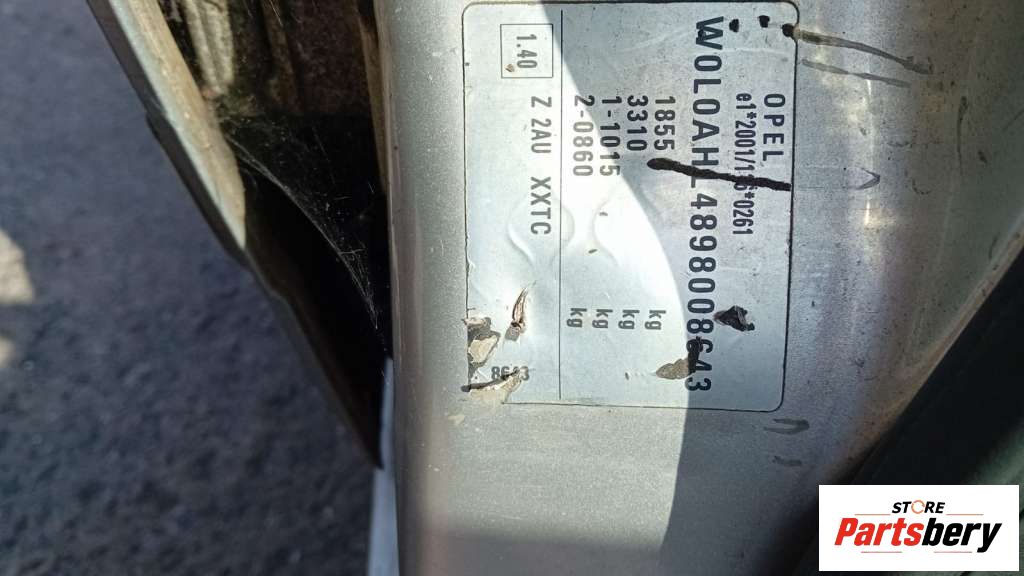 OPEL
e1*2001/116*0261
W0L0AHL4898008643
1855 kg
3310 kg
1-1015 kg
2-0860 kg
1.40
Z 2AU XXTC
8643
STORE
Partsbery